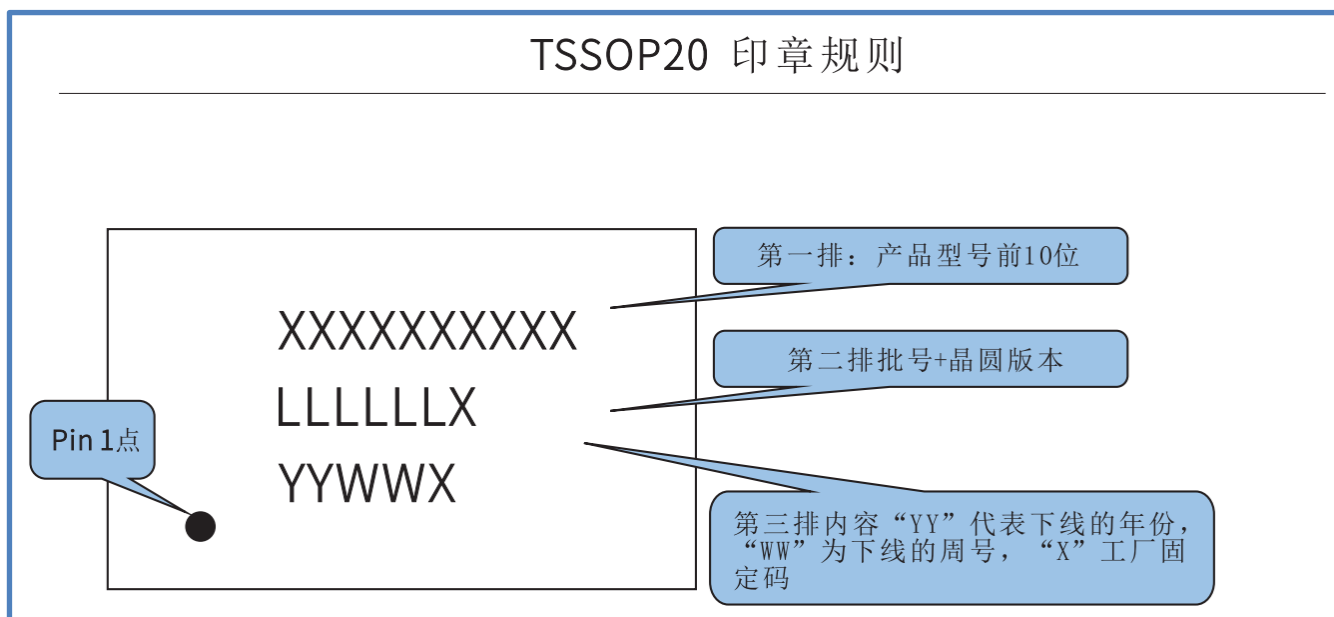 TSSOP20 印章规则
第一排：产品型号前10位
XXXXXXXXXX
第二排批号+晶圆版本
LLLLLLX
Pin 1点
YYWWX
第三排内容“YY”代表下线的年份，
“WW”为下线的周号，“X”工厂固
定码